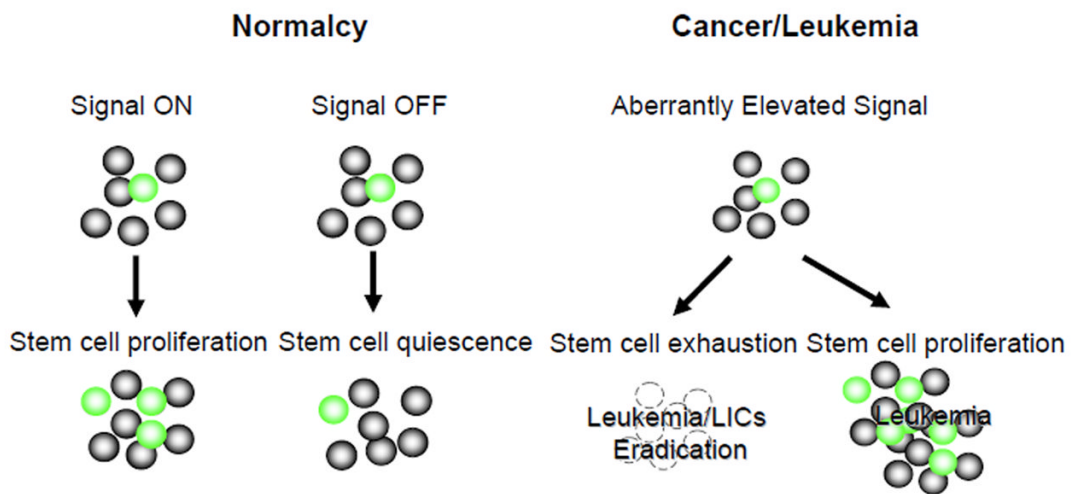 Normalcy
Cancer/Leukemia
Signal ON
Signal OFF
Aberrantly Elevated Signal
Stem cell proliferation
Stem cell quiescence
Stem cell exhaustion
Stem cell proliferation
Leukemia/LICs
Eradication
Leukemia